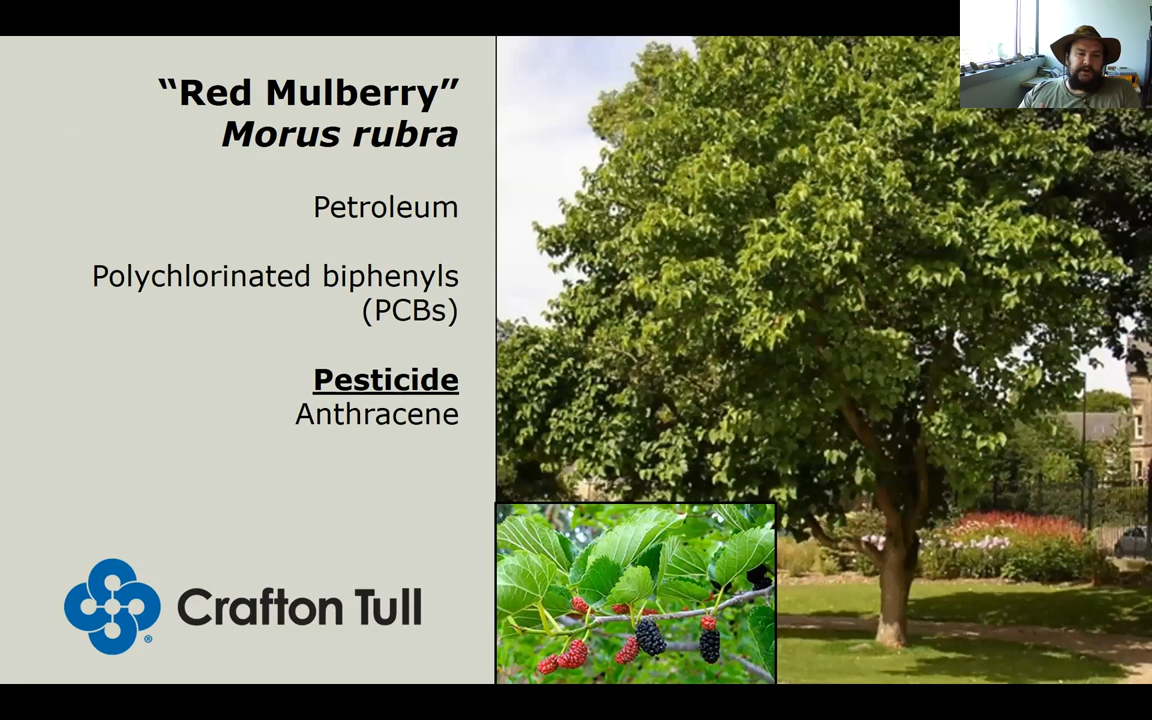 “Red Mulberry”
Morus rubra
Petroleum
Polychlorinated biphenyls
(PCBs)
Pesticide
Anthracene
Crafton Tull
®